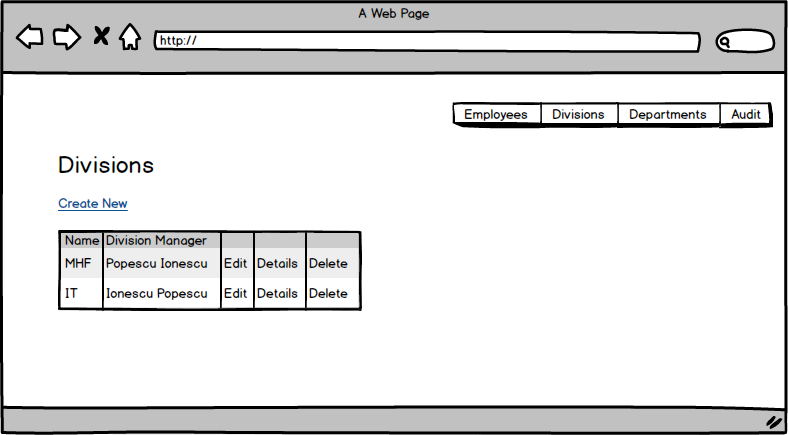 A Web Page
http://
Employees Divisions Departments Audit
Divisions
Create New
Name Division Manager
MHF Popescu Ionescu Edit Details Delete
IT Ionescu Popescu Edit Details Delete